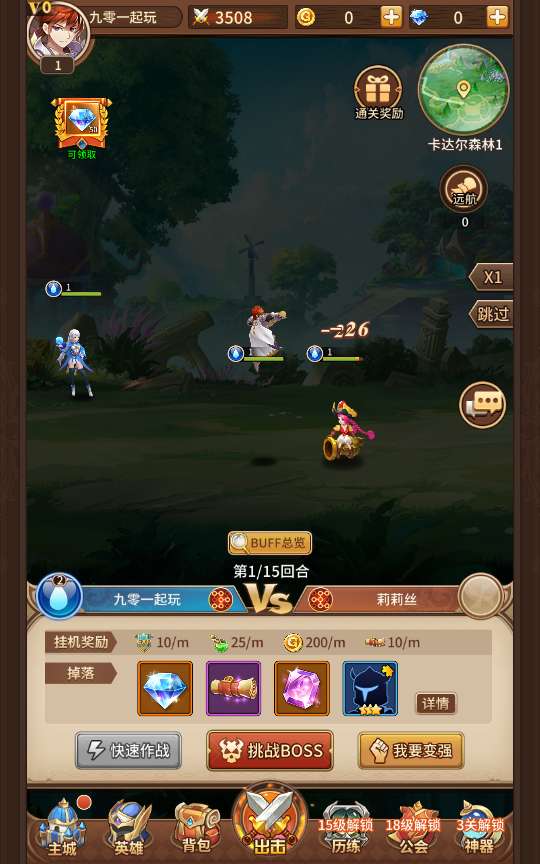 V0
九零一起玩
3508
0
0
1
50
可领取
通关奖励
卡达尔森林1
远航
0
X1
跳过
1
1
1
-226
BUFF总览
第1/15回合
2
九零一起玩
Vs
莉莉丝
挂机奖励
10/m
25/m
200/m
10/m
掉落
详情
快速作战
挑战BOSS
我要变强
主城
英雄
背包
出击
15级解锁
历练
18级解锁
公会
3关解锁
神器